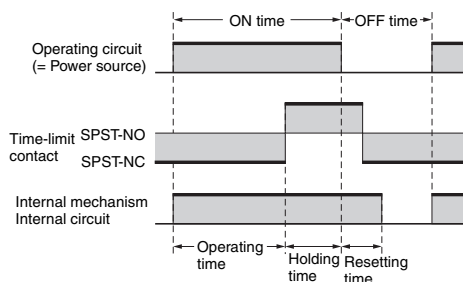 ON time
OFF time
Operating circuit
(= Power source)
Time-limit
contact
SPST-NO
SPST-NC
Internal mechanism
Internal circuit
Operating
time
Holding
time
Resetting
time